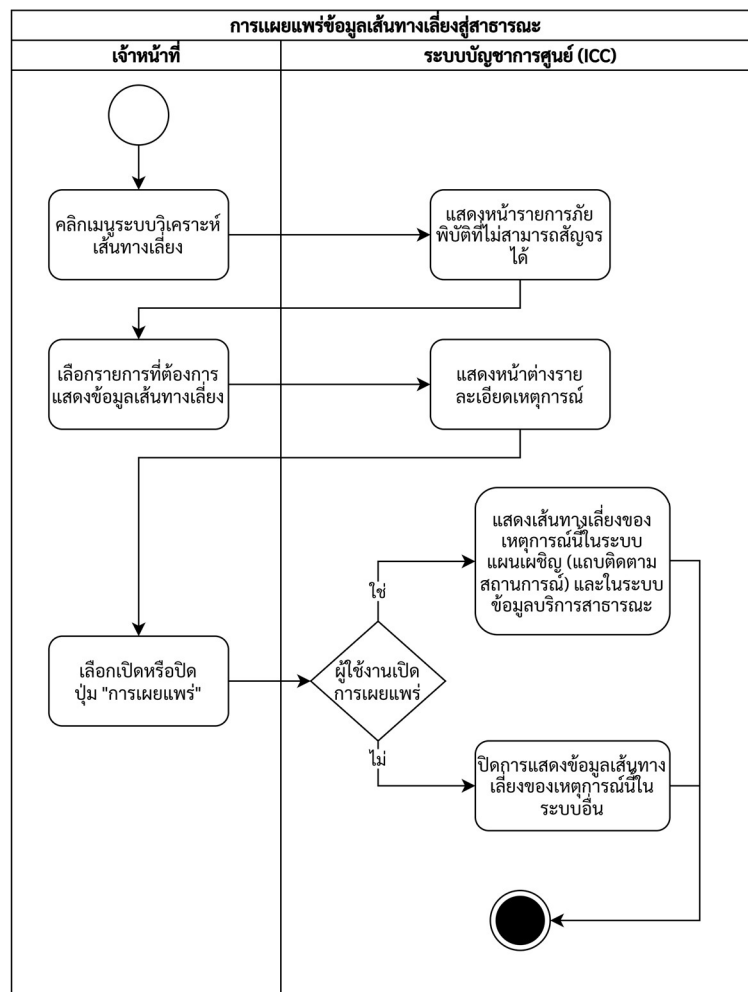 การแผยแพร่ข้อมูลเส้นทางเลี่ยงสู่สาธารณะ
เจ้าหน้าที่
ระบบบัญชาการศูนย์ (ICC)
คลิกเมนูระบบวิเคราะห์
เส้นทางเลี่ยง
แสดงหน้ารายการภัย
พิบัติที่ไม่สามารถสัญจร
ได้
เลือกรายการที่ต้องการ
แสดงข้อมูลเส้นทางเลี่ยง
แสดงหน้าต่างราย
ละเอียดเหตุการณ์
เลือกเปิดหรือปิด
ปุ่ม "การเผยแพร่"
ผู้ใช้งานเปิด
การเผยแพร่
ใช่
แสดงเส้นทางเลี่ยงของ
เหตุการณ์นี้ในระบบ
แผนเผชิญ (แถบติดตาม
สถานการณ์) และในระบบ
ข้อมูลบริการสาธารณะ
ไม่
ปิดการแสดงข้อมูลเส้นทาง
เลี่ยงของเหตุการณ์นี้ใน
ระบบอื่น